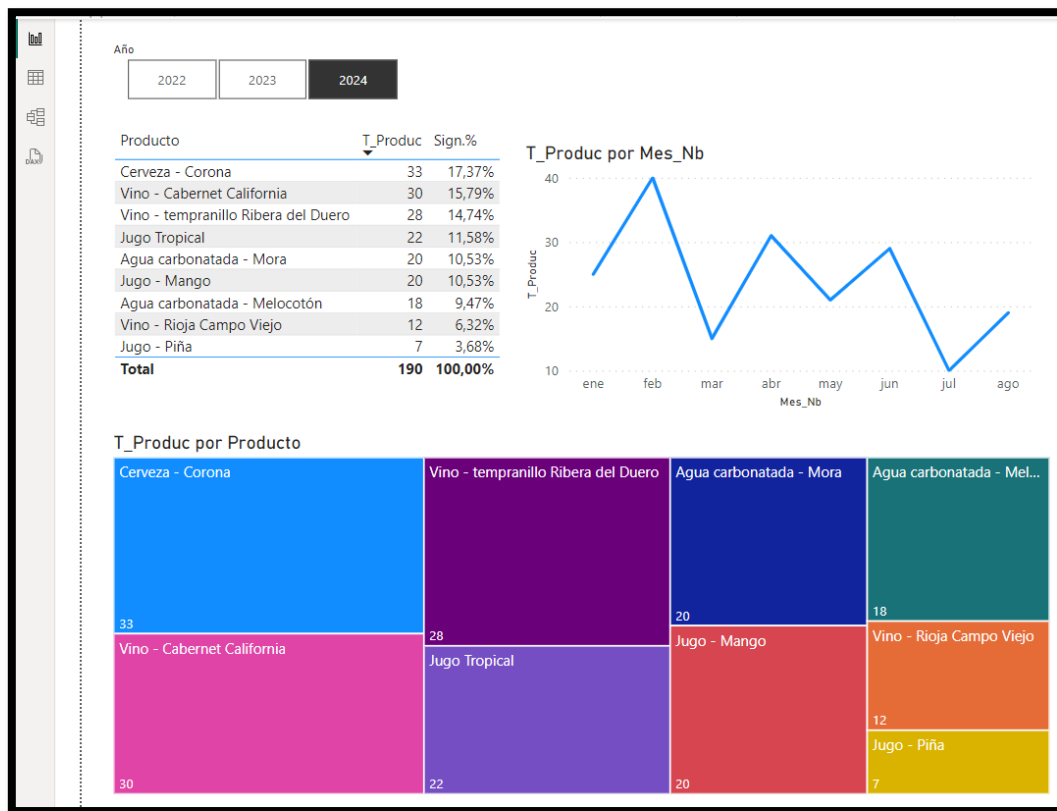 Año
2022 2023 2024
Producto T_Produc Sign.%
Cerveza - Corona 33 17,37%
Vino - Cabernet California 30 15,79%
Vino - tempranillo Ribera del Duero 28 14,74%
Jugo Tropical 22 11,58%
Agua carbonatada - Mora 20 10,53%
Jugo - Mango 20 10,53%
Agua carbonatada - Melocotón 18 9,47%
Vino - Rioja Campo Viejo 12 6,32%
Jugo - Piña 7 3,68%
Total 190 100,00%
T_Produc por Mes_Nb
T_Produc
40
30
20
10
ene feb mar abr may jun jul ago
Mes_Nb
T_Produc por Producto
Cerveza - Corona
33
Vino - Cabernet California
30
Vino - tempranillo Ribera del Duero
28
Jugo Tropical
22
Agua carbonatada - Mora
20
Jugo - Mango
20
Agua carbonatada - Mel...
18
Vino - Rioja Campo Viejo
12
Jugo - Piña
7